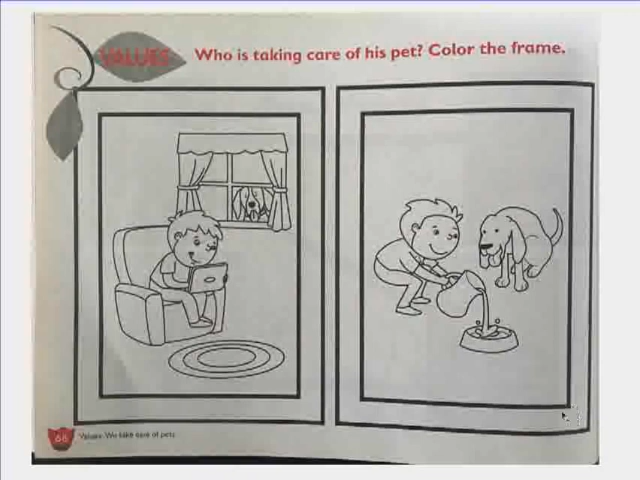 VALUES
Who is taking care of his pet? Color the frame.
66 Values: We take care of pets.